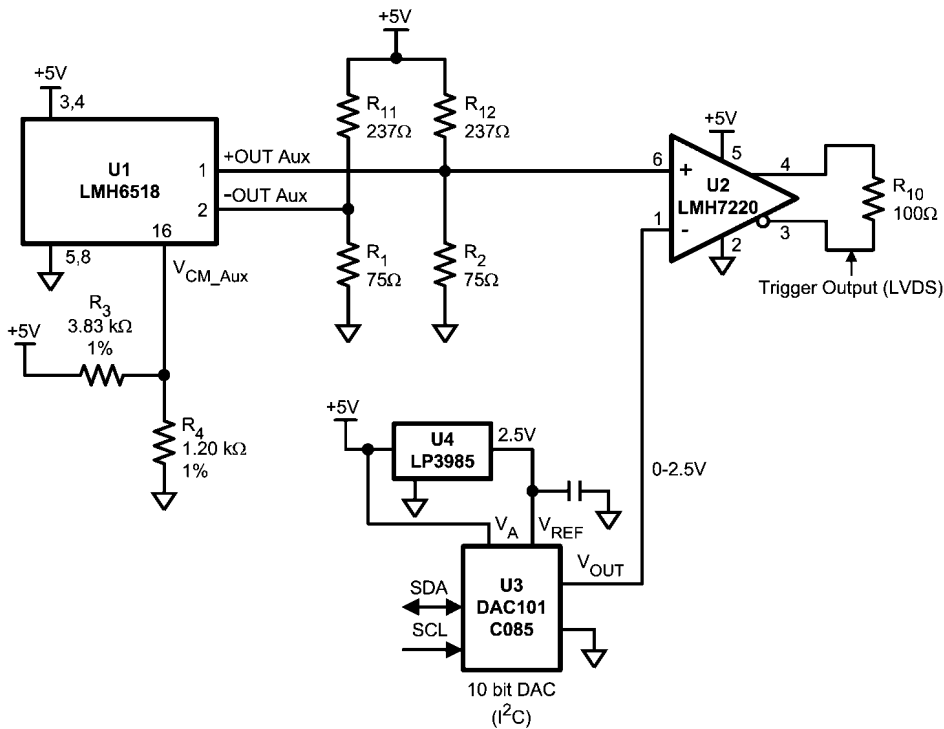 +5V
+5V
3,4
U1
LMH6518
1
+OUT Aux
2
–OUT Aux
16
5,8
V_CM_Aux
R11
237Ω
R12
237Ω
R1
75Ω
R2
75Ω
+5V
5
6
+
U2
LMH7220
1
-
2
4
3
R10
100Ω
Trigger Output (LVDS)
R3
3.83 kΩ
1%
+5V
R4
1.20 kΩ
1%
+5V
U4
LP3985
2.5V
0-2.5V
VA
VREF
VOUT
U3
DAC101
C085
SDA
SCL
10 bit DAC
(I2C)